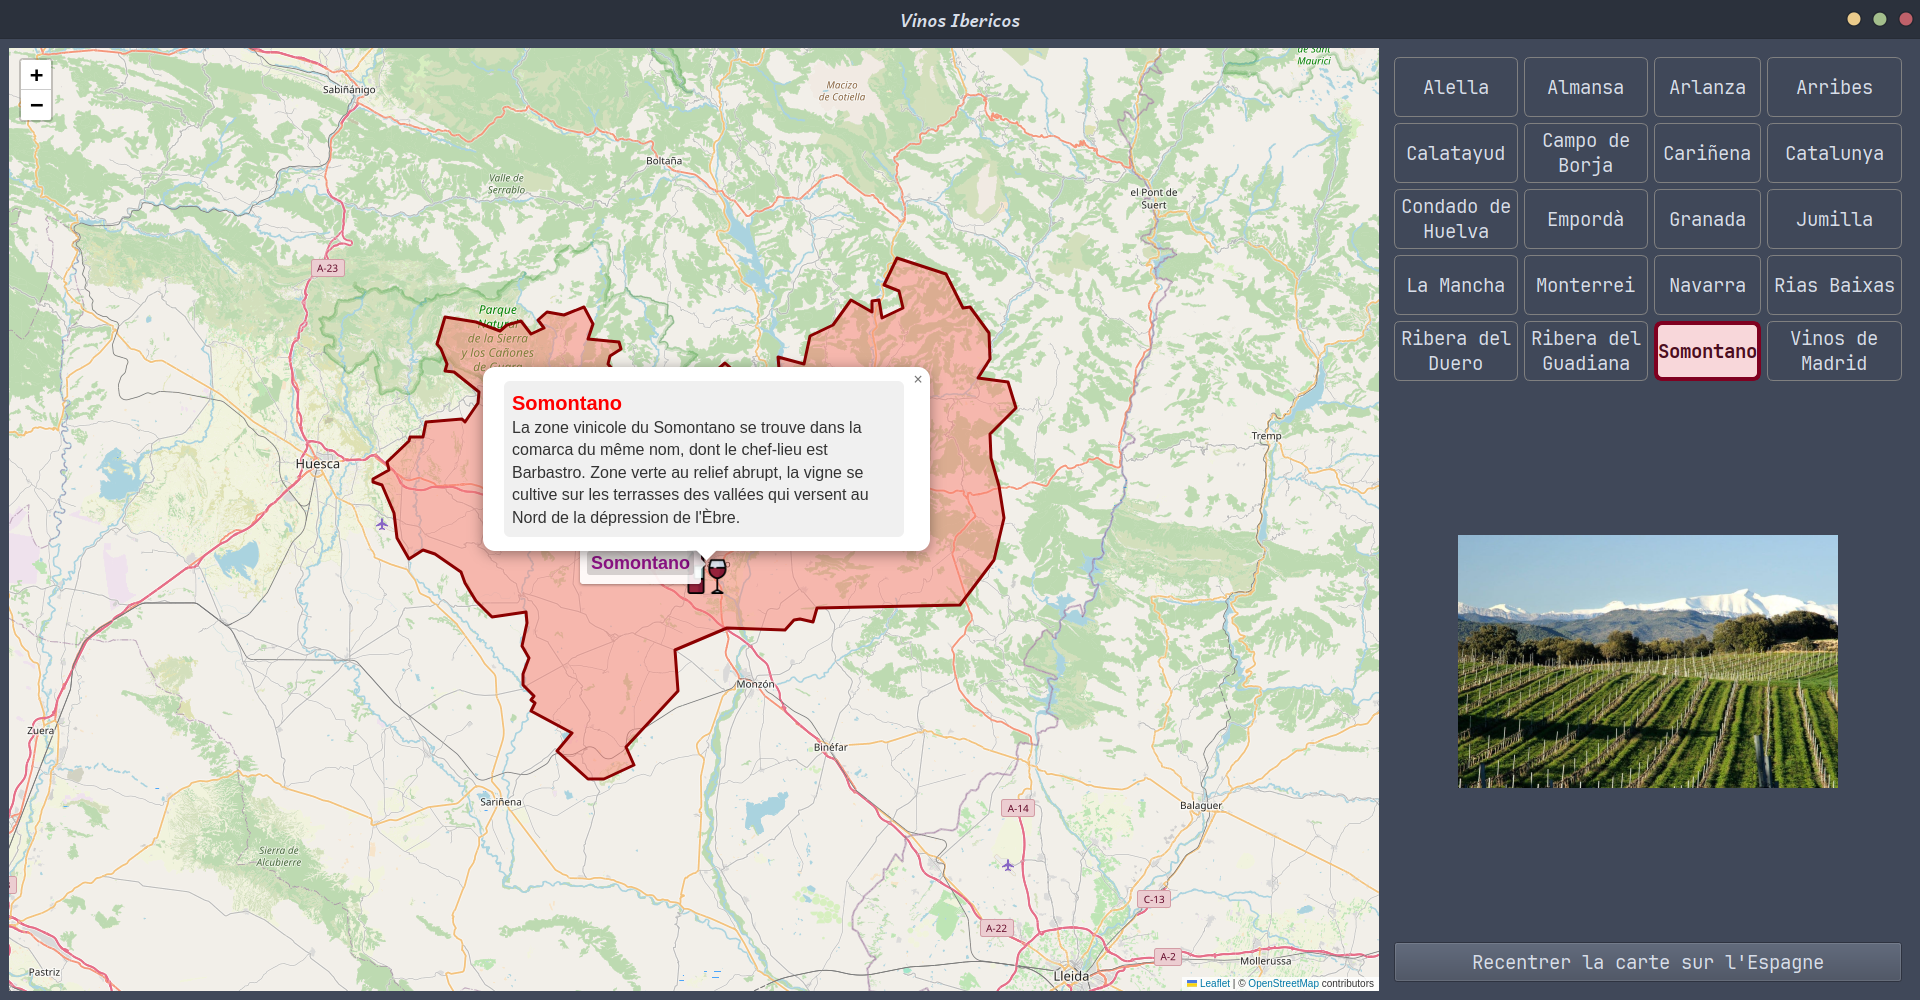 Vinos Ibericos
+
−
de Sant
Maurici
Sabiñánigo
Macizo
de Cotiella
Boltaña
Valle de
Serrablo
el Pont de
Suert
A-23
Parque
Natural
de la Sierra
y los Cañones
de Guara
Huesca
Tremp
×
Somontano
La zone vinicole du Somontano se trouve dans la
comarca du même nom, dont le chef-lieu est
Barbastro. Zone verte au relief abrupt, la vigne se
cultive sur les terrasses des vallées qui versent au
Nord de la dépression de l'Èbre.
Somontano
Monzón
Zuera
Binéfar
Sariñena
A-14
Balaguer
Sierra de
Alcubierre
C-13
A-22
A-2
Mollerussa
Pastriz
Lleida
Leaflet | © OpenStreetMap contributors
Alella
Almansa
Arlanza
Arribes
Calatayud
Campo de
Borja
Cariñena
Catalunya
Condado de
Huelva
Empordà
Granada
Jumilla
La Mancha
Monterrei
Navarra
Rias Baixas
Ribera del
Duero
Ribera del
Guadiana
Somontano
Vinos de
Madrid
Recentrer la carte sur l'Espagne